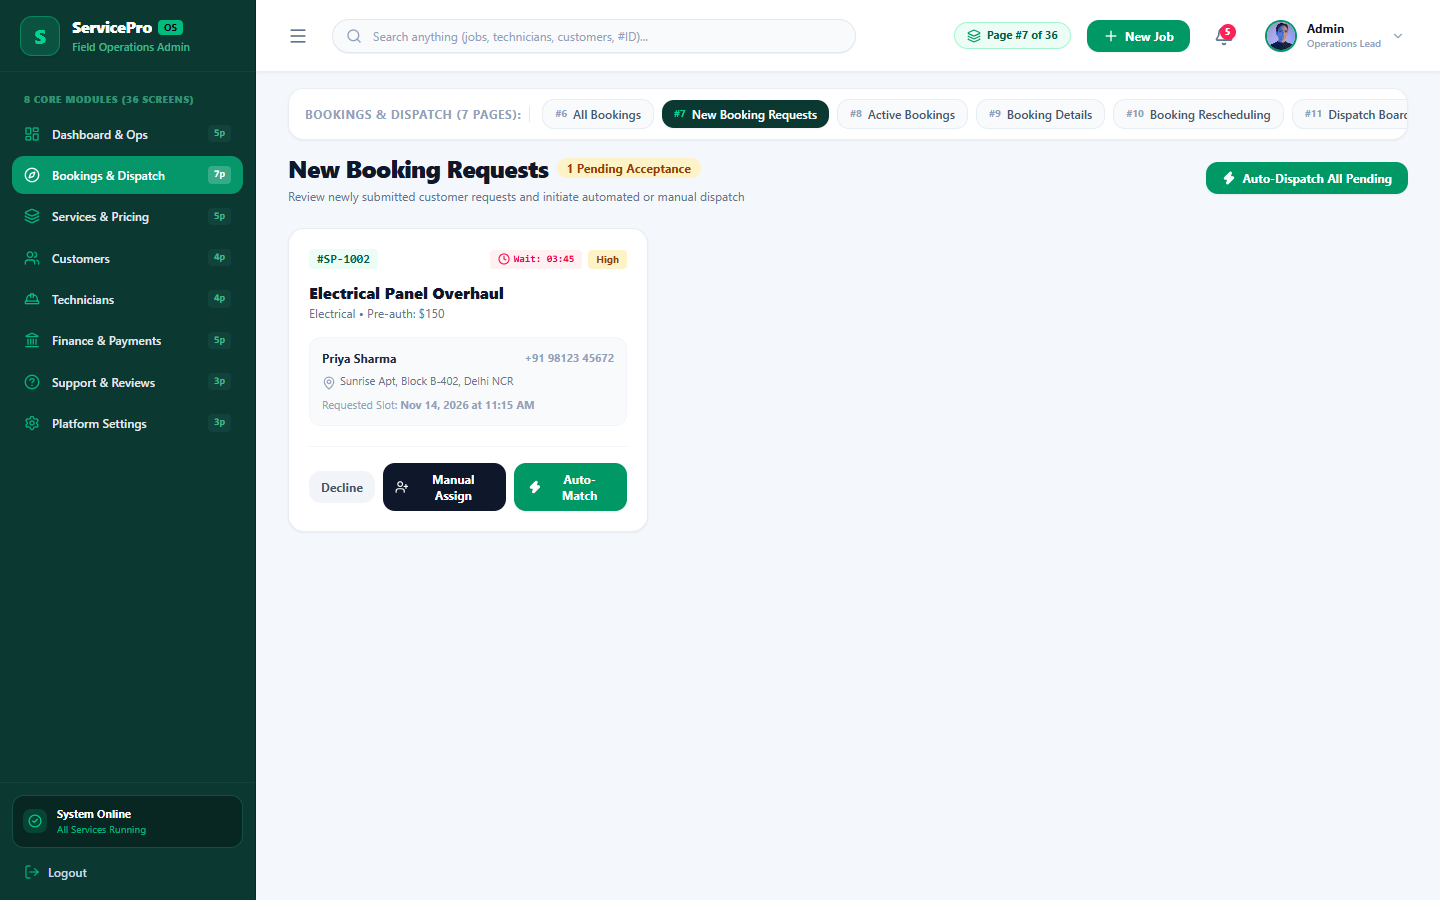 S
ServicePro OS
Field Operations Admin
8 CORE MODULES (36 SCREENS)
Dashboard & Ops 5p
Bookings & Dispatch 7p
Services & Pricing 5p
Customers 4p
Technicians 4p
Finance & Payments 5p
Support & Reviews 3p
Platform Settings 3p
System Online
All Services Running
Logout
Search anything (jobs, technicians, customers, #ID)...
Page #7 of 36
New Job
5
Admin
Operations Lead
BOOKINGS & DISPATCH (7 PAGES):
#6 All Bookings
#7 New Booking Requests
#8 Active Bookings
#9 Booking Details
#10 Booking Rescheduling
#11 Dispatch Board
New Booking Requests
1 Pending Acceptance
Review newly submitted customer requests and initiate automated or manual dispatch
Auto-Dispatch All Pending
#SP-1002
Wait: 03:45
High
Electrical Panel Overhaul
Electrical • Pre-auth: $150
Priya Sharma
+91 98123 45672
Sunrise Apt, Block B-402, Delhi NCR
Requested Slot: Nov 14, 2026 at 11:15 AM
Decline
Manual
Assign
Auto-
Match